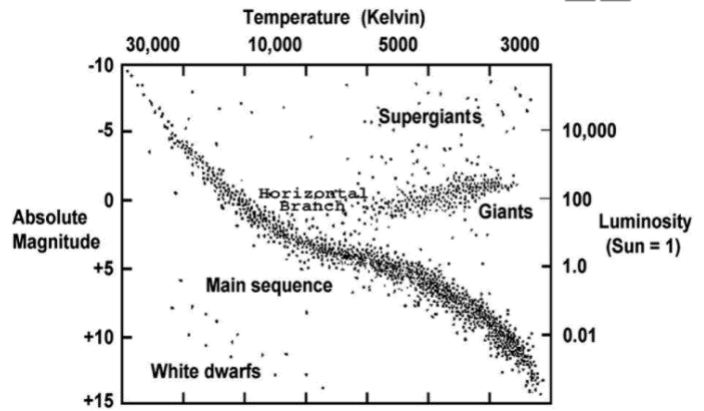 Temperature (Kelvin)
30,000 10,000 5000 3000
-10
-5
0
+5
+10
+15
Absolute
Magnitude
Supergiants
Horizontal
Branch
Giants
Main sequence
White dwarfs
10,000
100
1.0
0.01
Luminosity
(Sun = 1)